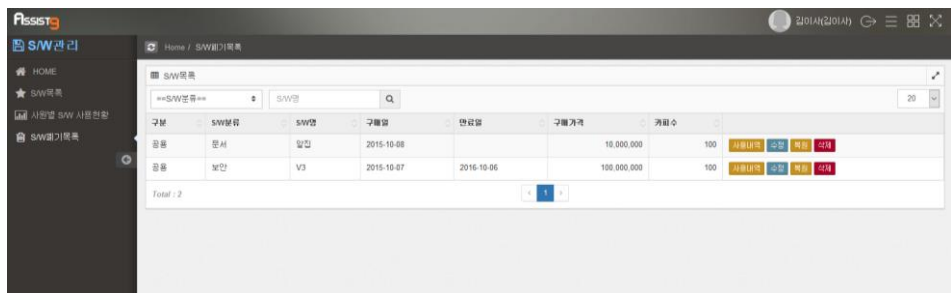 Assist9
김이사(김이사)
S/W관리
Home / S/W폐기목록
HOME
S/W목록
사원별 S/W 사용현황
S/W폐기목록
S/W목록
==S/W분류==
S/W명
20
구분 S/W분류 S/W명 구매일 만료일 구매가격 카피수
공용 문서 알집 2015-10-08 10,000,000 100 사용내역 수정 복원 삭제
공용 보안 V3 2015-10-07 2016-10-06 100,000,000 100 사용내역 수정 복원 삭제
Total : 2
1